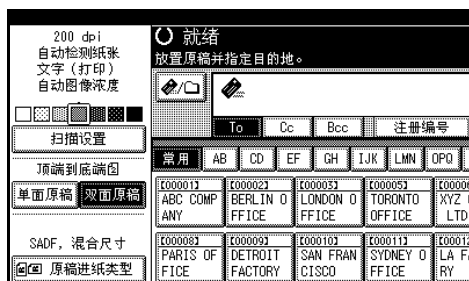 200 dpi
自动检测纸张
文字 (打印)
自动图像浓度
扫描设置
顶端到底端
单面原稿 双面原稿
SADF, 混合尺寸
原稿进纸类型
就绪
放置原稿并指定目的地。
To Cc Bcc 注册编号
常用 AB CD EF GH IJK LMN OPQ
[00001] [00002] [00003] [00005] [0000
ABC COMP BERLIN O LONDON O TORONTO XYZ
ANY FFICE FFICE OFFICE LTD
[00008] [00009] [00010] [00011] [0001
PARIS OF DETROIT SAN FRAN SYDNEY O LA F
FICE FACTORY CISCO FFICE RY